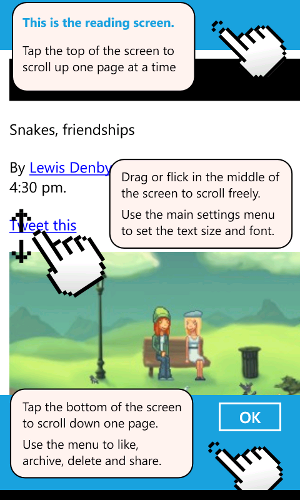 This is the reading screen.
Tap the top of the screen to
scroll up one page at a time
Snakes, friendships
By Lewis Denby
4:30 pm.
Drag or flick in the middle of
the screen to scroll freely.
Use the main settings menu
to set the text size and font.
Tweet this
Tap the bottom of the screen
to scroll down one page.
Use the menu to like,
archive, delete and share.
OK